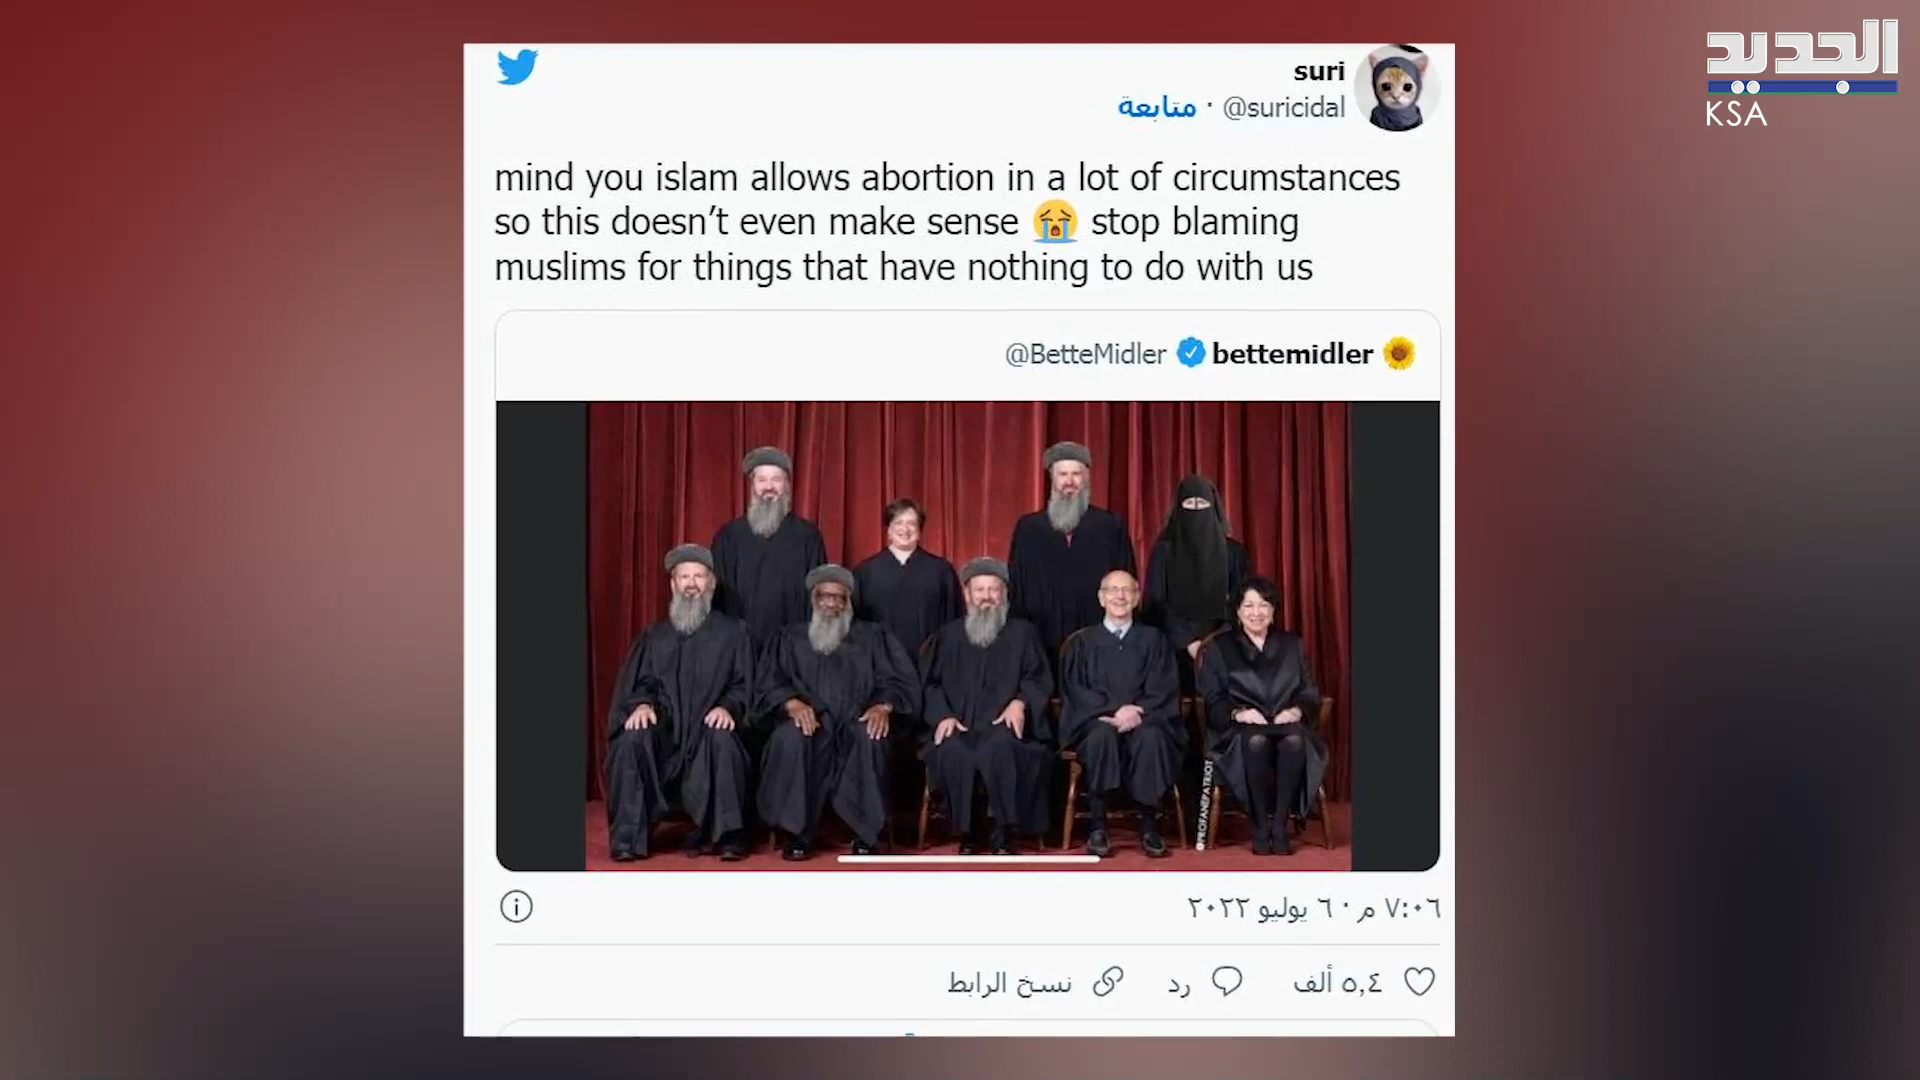 الجديد
KSA
suri
@suricidal · متابعة
mind you islam allows abortion in a lot of circumstances
so this doesn’t even make sense 😭 stop blaming
muslims for things that have nothing to do with us
🌻 bettemidler @BetteMidler
@PROFANEPATRIOT
٧:٠٦ م · ٦ يوليو ٢٠٢٢
٥,٤ ألف رد نسخ الرابط